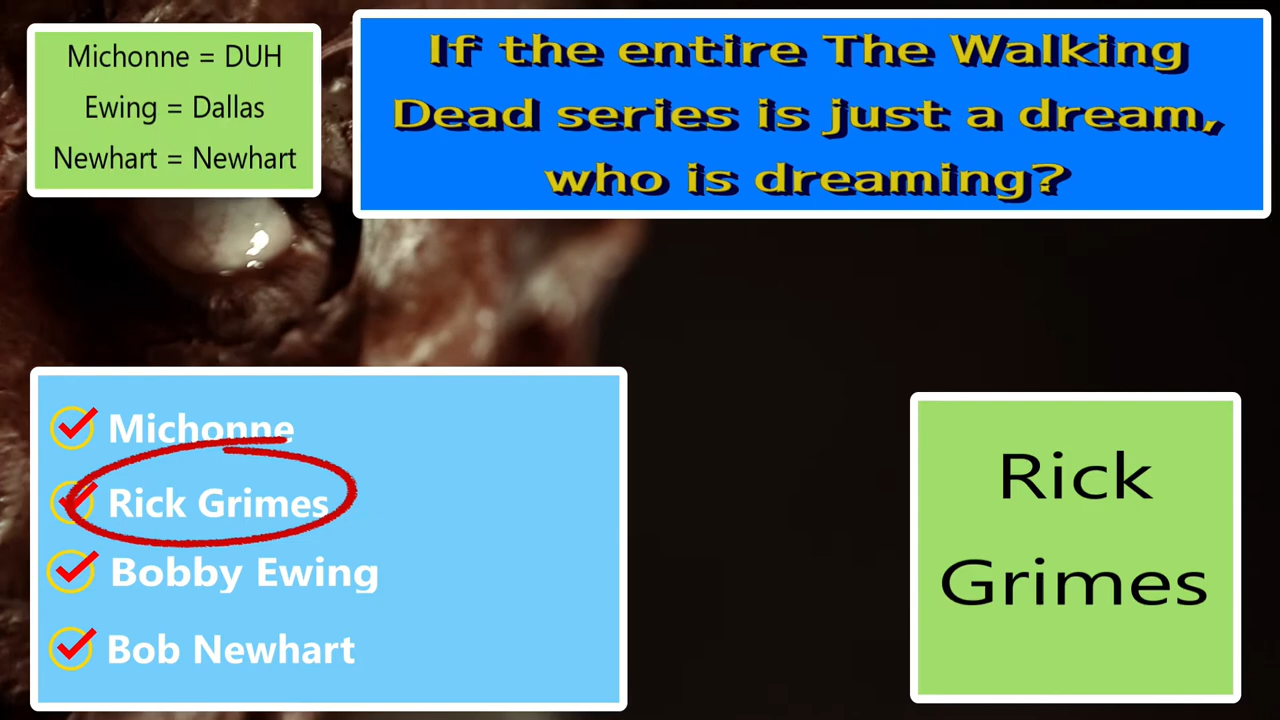 Michonne = DUH
Ewing = Dallas
Newhart = Newhart
If the entire The Walking
Dead series is just a dream,
who is dreaming?
Michonne
Rick Grimes
Bobby Ewing
Bob Newhart
Rick
Grimes